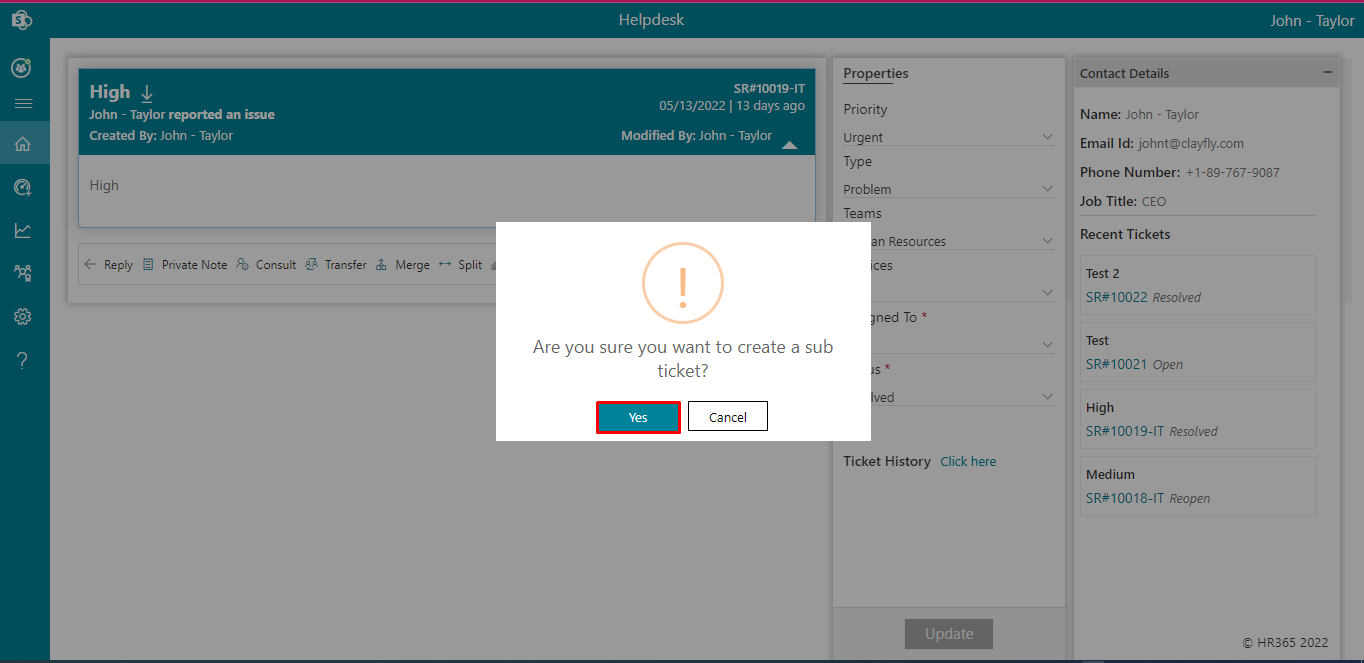 Helpdesk
John - Taylor
High
SR#10019-IT
05/13/2022 | 13 days ago
John - Taylor reported an issue
Created By: John - Taylor
Modified By: John - Taylor
High
Reply Private Note Consult Transfer Merge Split
Are you sure you want to create a sub
ticket?
Yes Cancel
Properties
Priority
Urgent
Type
Problem
Teams
an Resources
ices
gned To *
us *
lved
Ticket History Click here
Update
Contact Details
Name: John - Taylor
Email Id: johnt@clayfly.com
Phone Number: +1-89-767-9087
Job Title: CEO
Recent Tickets
Test 2
SR#10022 Resolved
Test
SR#10021 Open
High
SR#10019-IT Resolved
Medium
SR#10018-IT Reopen
© HR365 2022